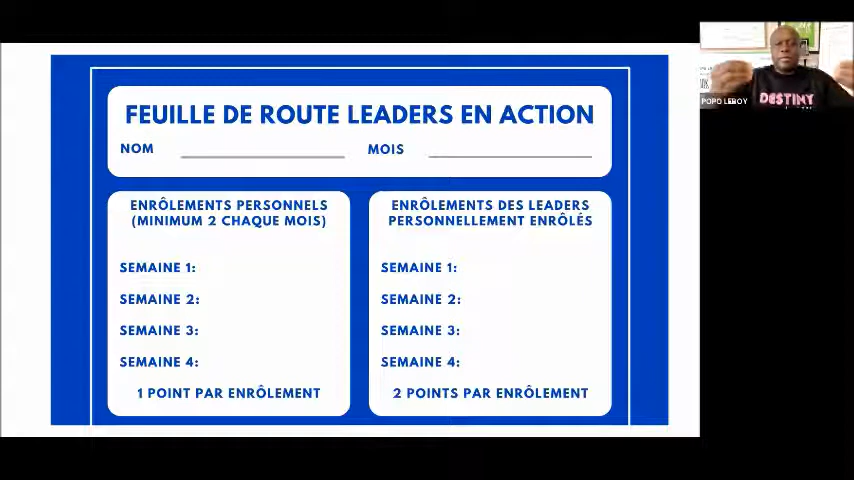 FEUILLE DE ROUTE LEADERS EN ACTION
NOM
MOIS
ENRÔLEMENTS PERSONNELS
(MINIMUM 2 CHAQUE MOIS)
SEMAINE 1:
SEMAINE 2:
SEMAINE 3:
SEMAINE 4:
1 POINT PAR ENRÔLEMENT
ENRÔLEMENTS DES LEADERS
PERSONNELLEMENT ENRÔLÉS
SEMAINE 1:
SEMAINE 2:
SEMAINE 3:
SEMAINE 4:
2 POINTS PAR ENRÔLEMENT
POPO LEROY
DESTINY